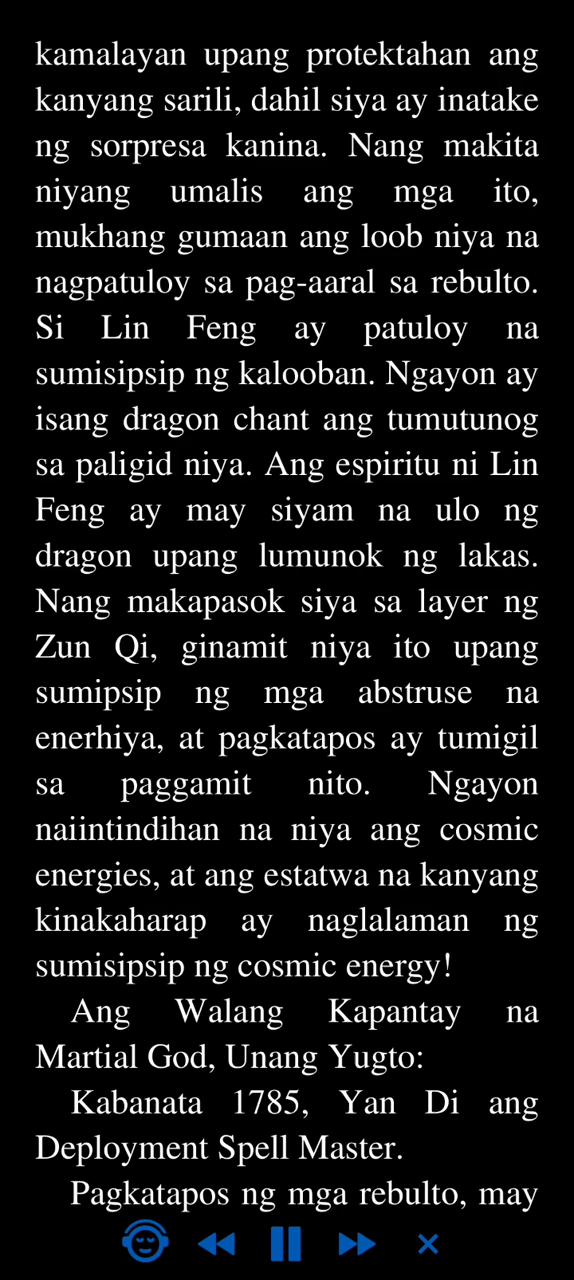 kamalayan upang protektahan ang
kanyang sarili, dahil siya ay inatake
ng sorpresa kanina. Nang makita
niyang umalis ang mga ito,
mukhang gumaan ang loob niya na
nagpatuloy sa pag-aaral sa rebulto.
Si Lin Feng ay patuloy na
sumisipsip ng kalooban. Ngayon ay
isang dragon chant ang tumutunog
sa paligid niya. Ang espiritu ni Lin
Feng ay may siyam na ulo ng
dragon upang lumunok ng lakas.
Nang makapasok siya sa layer ng
Zun Qi, ginamit niya ito upang
sumipsip ng mga abstruse na
enerhiya, at pagkatapos ay tumigil
sa paggamit nito. Ngayon
naiintindihan na niya ang cosmic
energies, at ang estatwa na kanyang
kinakaharap ay naglalaman ng
sumisipsip ng cosmic energy!
Ang Walang Kapantay na
Martial God, Unang Yugto:
Kabanata 1785, Yan Di ang
Deployment Spell Master.
Pagkatapos ng mga rebulto, may